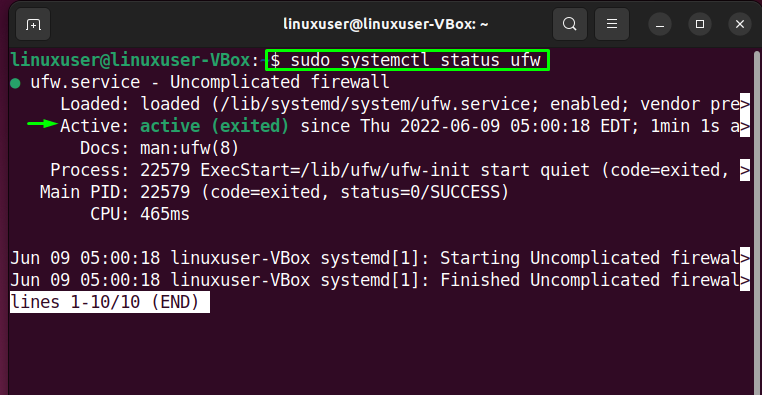 linuxuser@linuxuser-VBox: ~
linuxuser@linuxuser-VBox:~$ sudo systemctl status ufw
● ufw.service - Uncomplicated firewall
Loaded: loaded (/lib/systemd/system/ufw.service; enabled; vendor pre>
Active: active (exited) since Thu 2022-06-09 05:00:18 EDT; 1min 1s a>
Docs: man:ufw(8)
Process: 22579 ExecStart=/lib/ufw/ufw-init start quiet (code=exited, >
Main PID: 22579 (code=exited, status=0/SUCCESS)
CPU: 465ms
Jun 09 05:00:18 linuxuser-VBox systemd[1]: Starting Uncomplicated firewal>
Jun 09 05:00:18 linuxuser-VBox systemd[1]: Finished Uncomplicated firewal>
lines 1-10/10 (END)